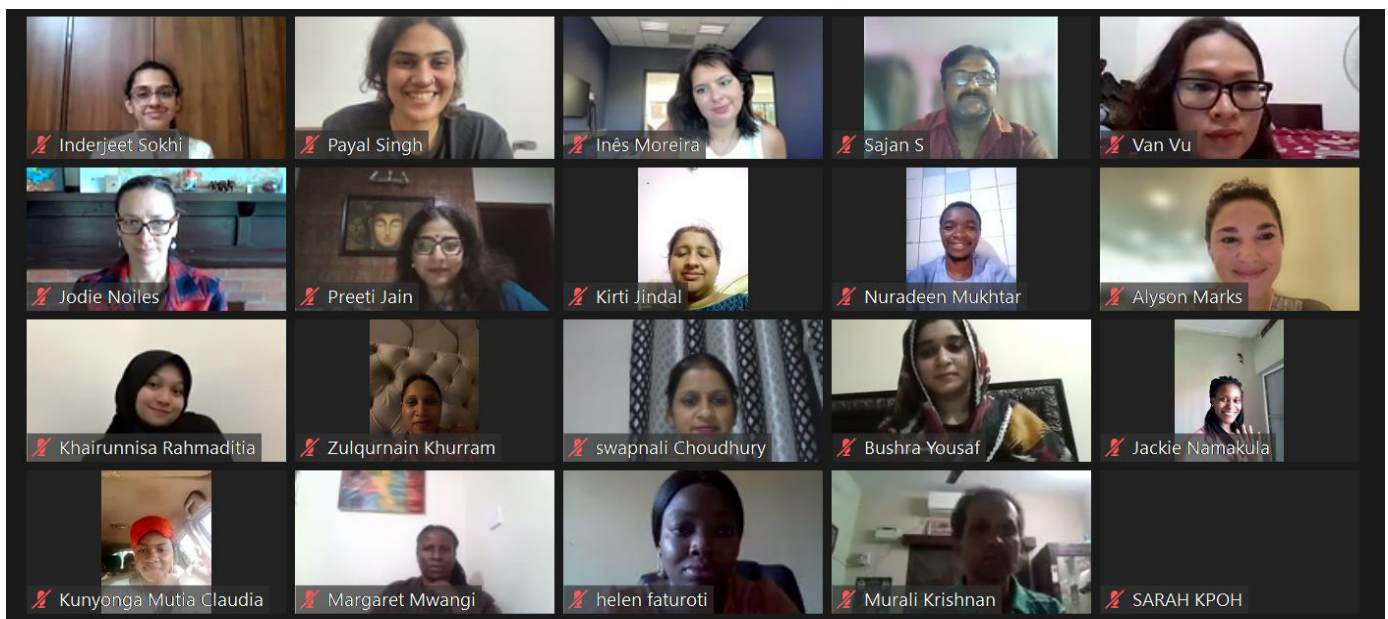 Inderjeet Sokhi
Payal Singh
Inês Moreira
Sajan S
Van Vu
Jodie Noiles
Preeti Jain
Kirti Jindal
Nuradeen Mukhtar
Alyson Marks
Khairunnisa Rahmaditia
Zulqurnain Khurram
swapnali Choudhury
Bushra Yousaf
Jackie Namakula
Kunyonga Mutia Claudia
Margaret Mwangi
helen faturoti
Murali Krishnan
SARAH KPOH